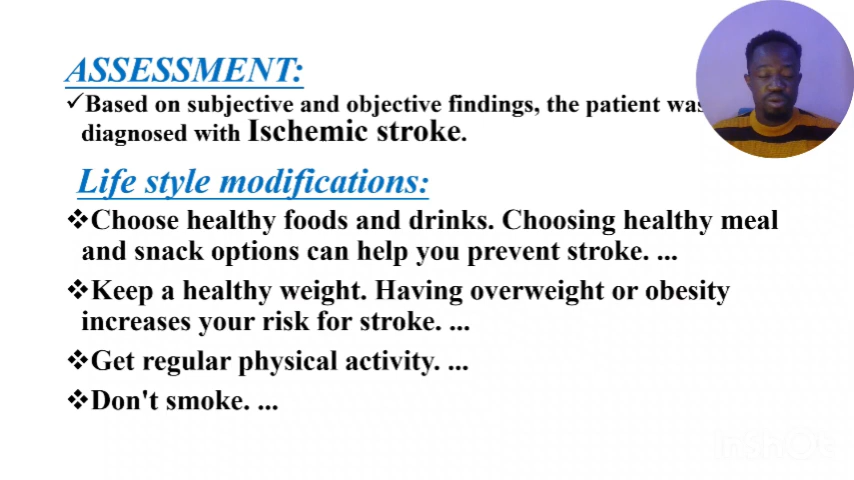 ASSESSMENT:
✓Based on subjective and objective findings, the patient was
diagnosed with Ischemic stroke.
Life style modifications:
❖Choose healthy foods and drinks. Choosing healthy meal
and snack options can help you prevent stroke. ...
❖Keep a healthy weight. Having overweight or obesity
increases your risk for stroke. ...
❖Get regular physical activity. ...
❖Don't smoke. ...
InShOt